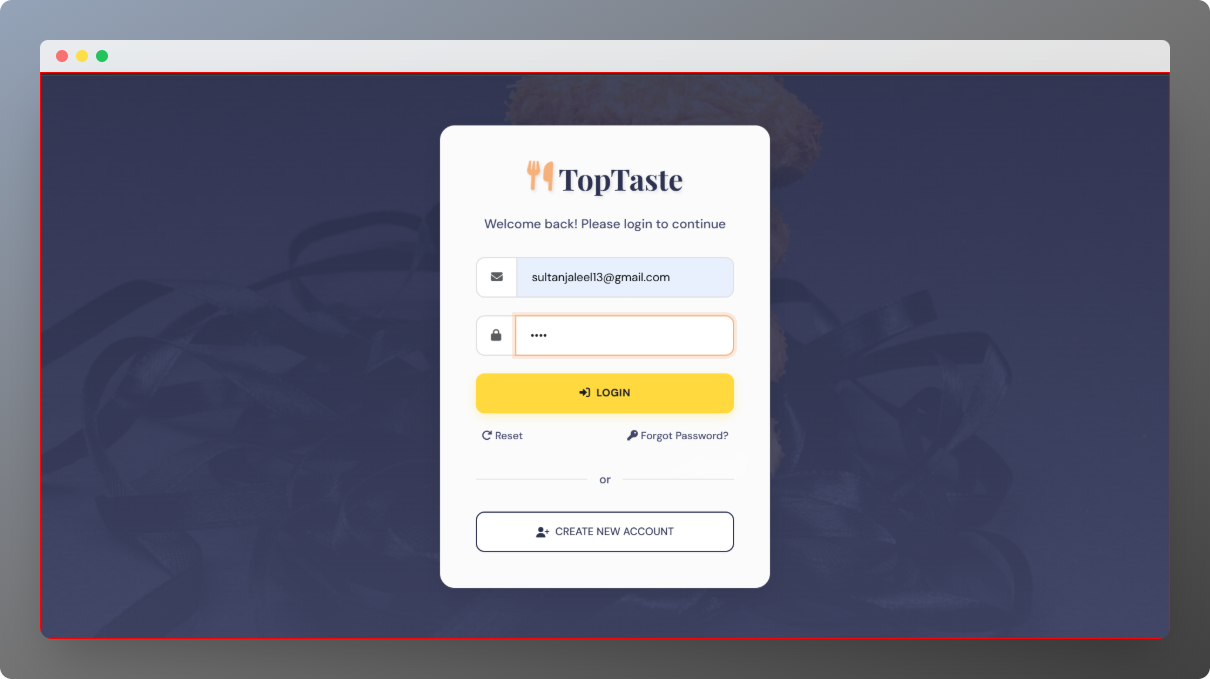 TopTaste
Welcome back! Please login to continue
sultanjaleel13@gmail.com
••••
LOGIN
Reset
Forgot Password?
or
CREATE NEW ACCOUNT